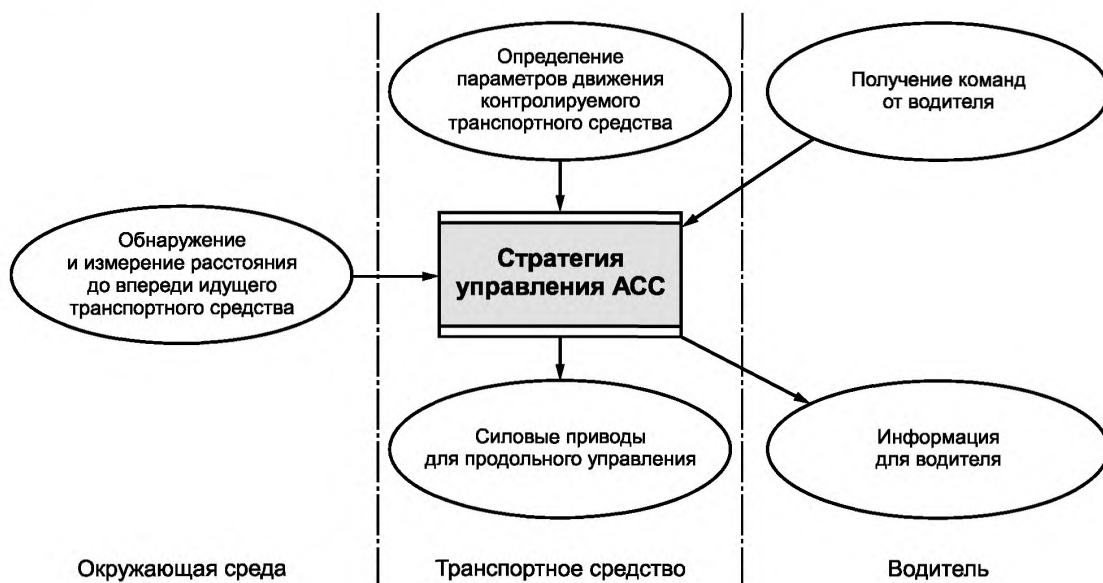 Определение
параметров движения
контролируемого
транспортного средства
Получение команд
от водителя
Обнаружение
и измерение расстояния
до впереди идущего
транспортного средства
Стратегия
управления АСС
Силовые приводы
для продольного управления
Информация
для водителя
Окружающая среда
Транспортное средство
Водитель